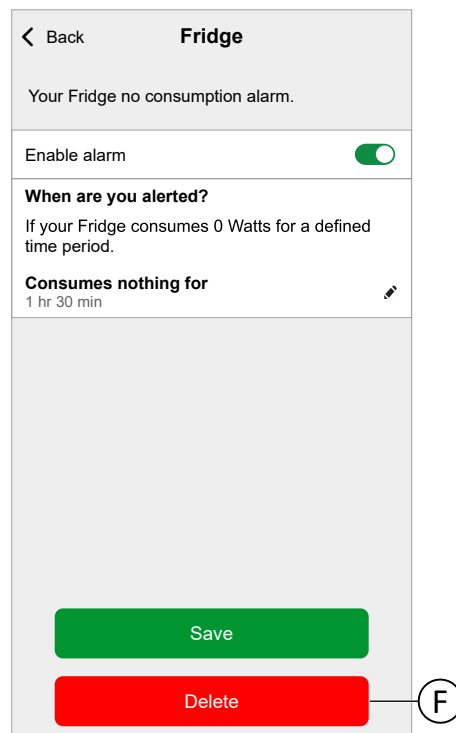 Back Fridge
Your Fridge no consumption alarm.
Enable alarm
When are you alerted?
If your Fridge consumes 0 Watts for a defined
time period.
Consumes nothing for
1 hr 30 min
Save
Delete
F